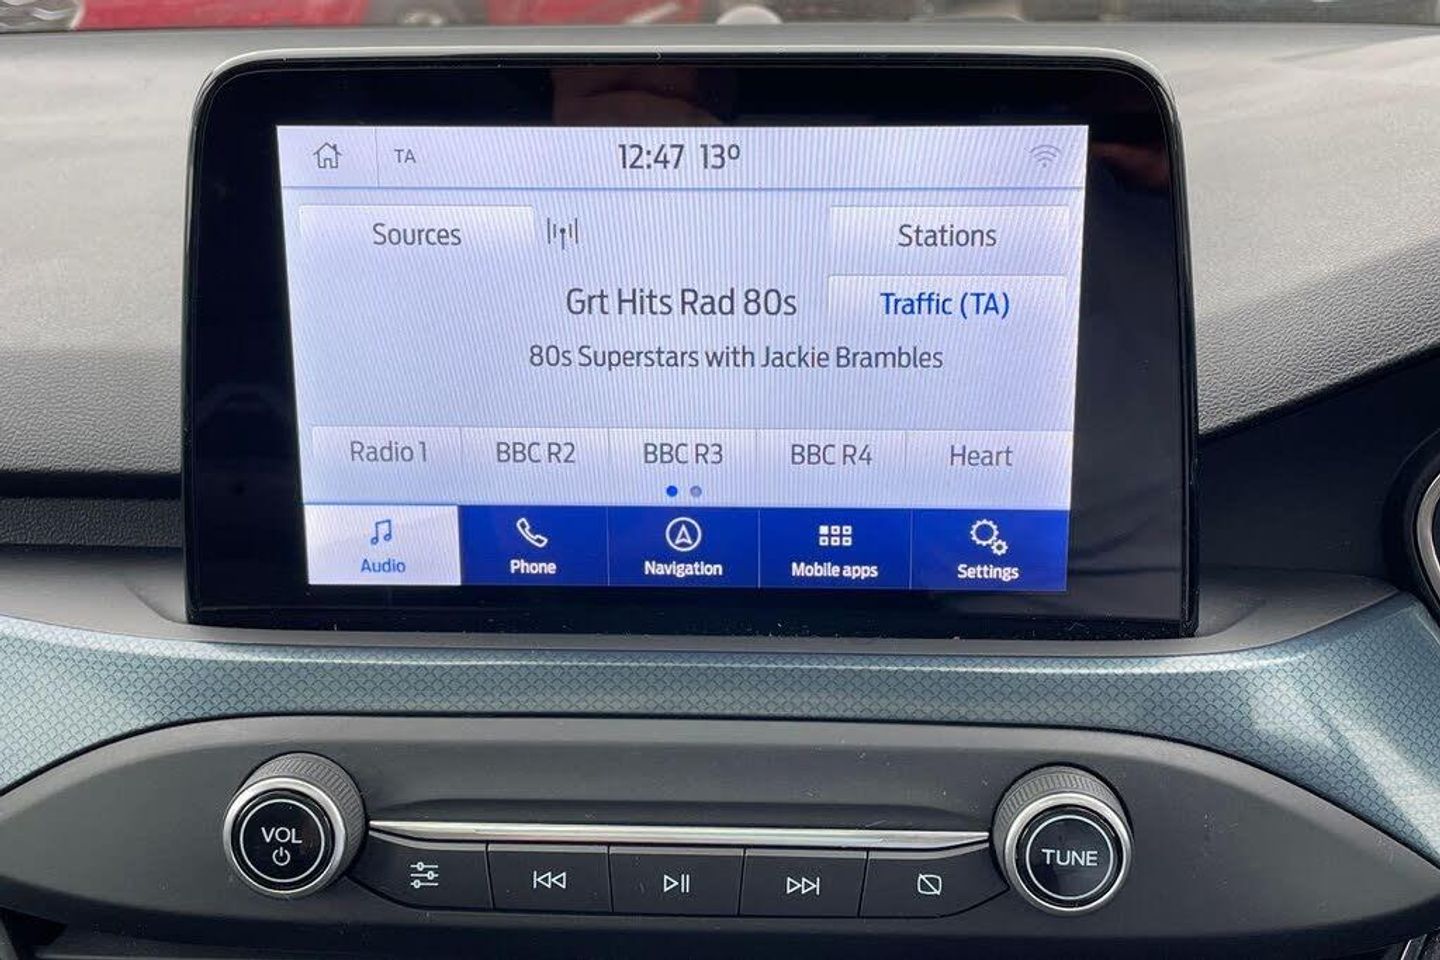 TA 12:47 13º
Sources Stations
Grt Hits Rad 80s Traffic (TA)
80s Superstars with Jackie Brambles
Radio 1 BBC R2 BBC R3 BBC R4 Heart
Audio Phone Navigation Mobile apps Settings
VOL TUNE